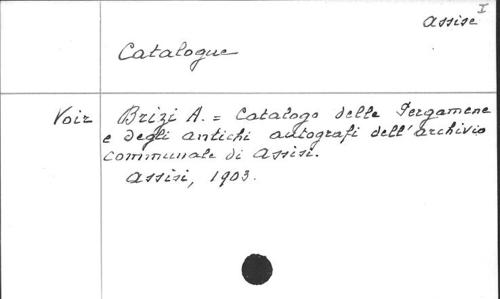 I
Assise
Catalogue
Voir Brizi A. = Catalogo delle Pergamene
e degli antichi autografi dell'archivio
communale di Assisi.
Assisi, 1903.